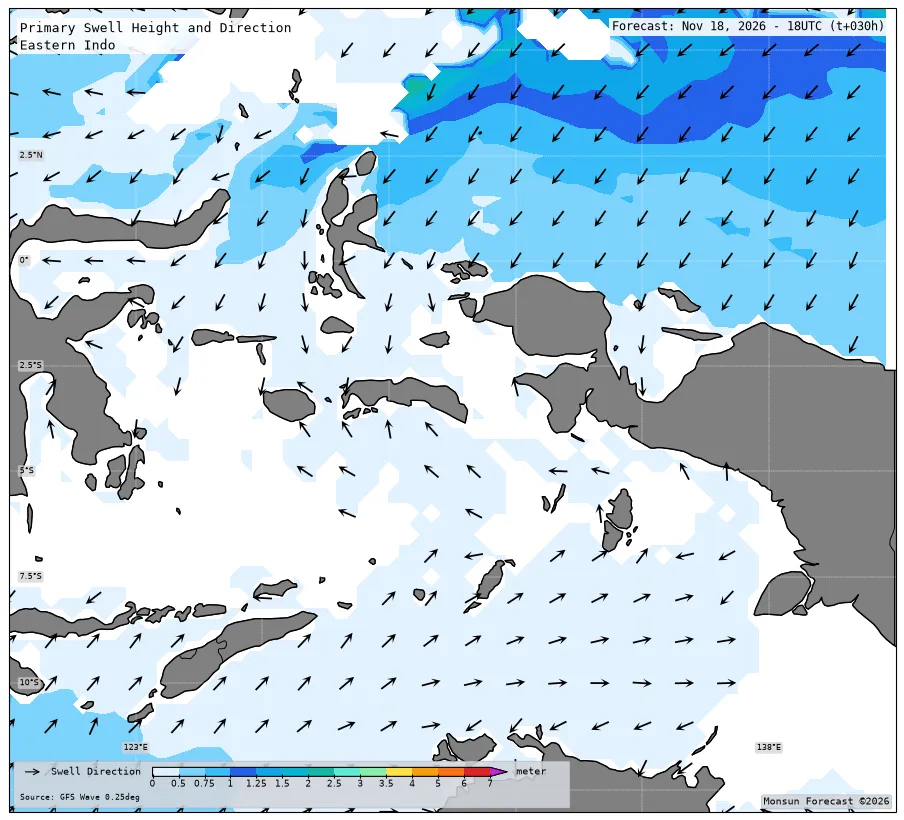 Primary Swell Height and Direction
Eastern Indo
Forecast: Nov 18, 2026 - 18UTC (t+030h)
2.5°N
0°
2.5°S
5°S
7.5°S
10°S
123°E
138°E
Swell Direction
0 0.5 0.75 1 1.25 1.5 2 2.5 3 3.5 4 5 6 7 meter
Source: GFS Wave 0.25deg
Monsun Forecast ©2026